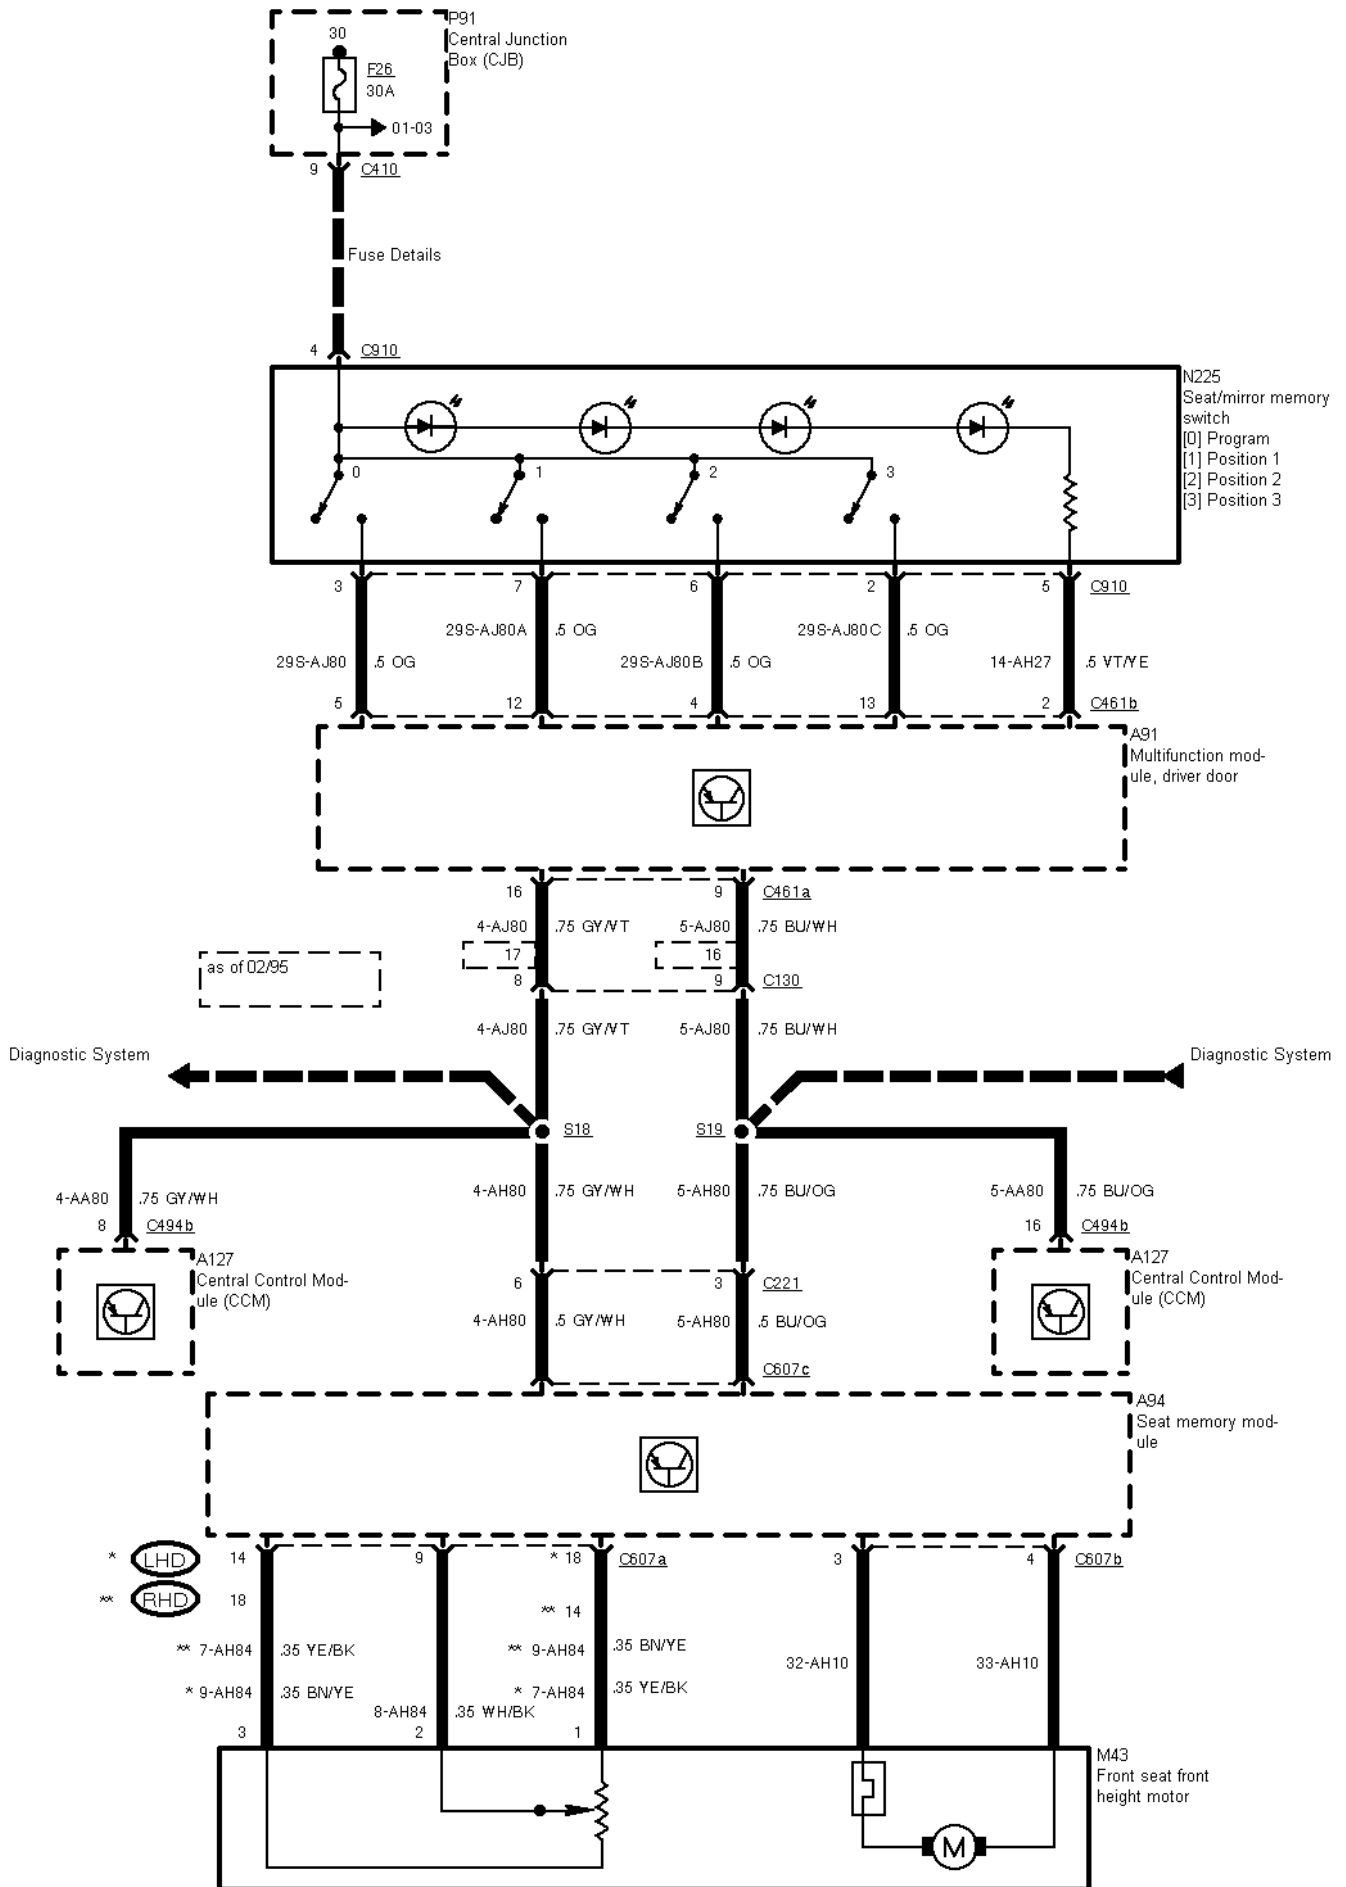 P91
30
Central Junction
Box (CJB)
F26
30A
01-03
9
C410
Fuse Details
4
C910
N225
Seat/mirror memory
switch
[0] Program
[1] Position 1
[2] Position 2
[3] Position 3
0
1
2
3
3
7
6
2
5
C910
29S-AJ80A
.5 OG
29S-AJ80C
.5 OG
29S-AJ80
.5 OG
29S-AJ80B
.5 OG
14-AH27
.5 VT/YE
5
12
4
13
2
C461b
A91
Multifunction mod-
ule, driver door
16
9
C461a
4-AJ80
.75 GY/VT
5-AJ80
.75 BU/WH
17
16
as of 02/95
8
9
C130
4-AJ80
.75 GY/VT
5-AJ80
.75 BU/WH
Diagnostic System
Diagnostic System
S18
S19
4-AH80
.75 GY/WH
5-AH80
.75 BU/OG
4-AA80
.75 GY/WH
5-AA80
.75 BU/OG
8
C494b
16
C494b
A127
Central Control Mod-
ule (CCM)
A127
Central Control Mod-
ule (CCM)
6
3
C221
4-AH80
.5 GY/WH
5-AH80
.5 BU/OG
C607c
A94
Seat memory mod-
ule
*
LHD
14
9
* 18
C607a
3
4
C607b
**
RHD
18
** 14
** 7-AH84
.35 YE/BK
** 9-AH84
.35 BN/YE
32-AH10
33-AH10
* 9-AH84
.35 BN/YE
* 7-AH84
.35 YE/BK
8-AH84
.35 WH/BK
3
2
1
M43
Front seat front
height motor
M